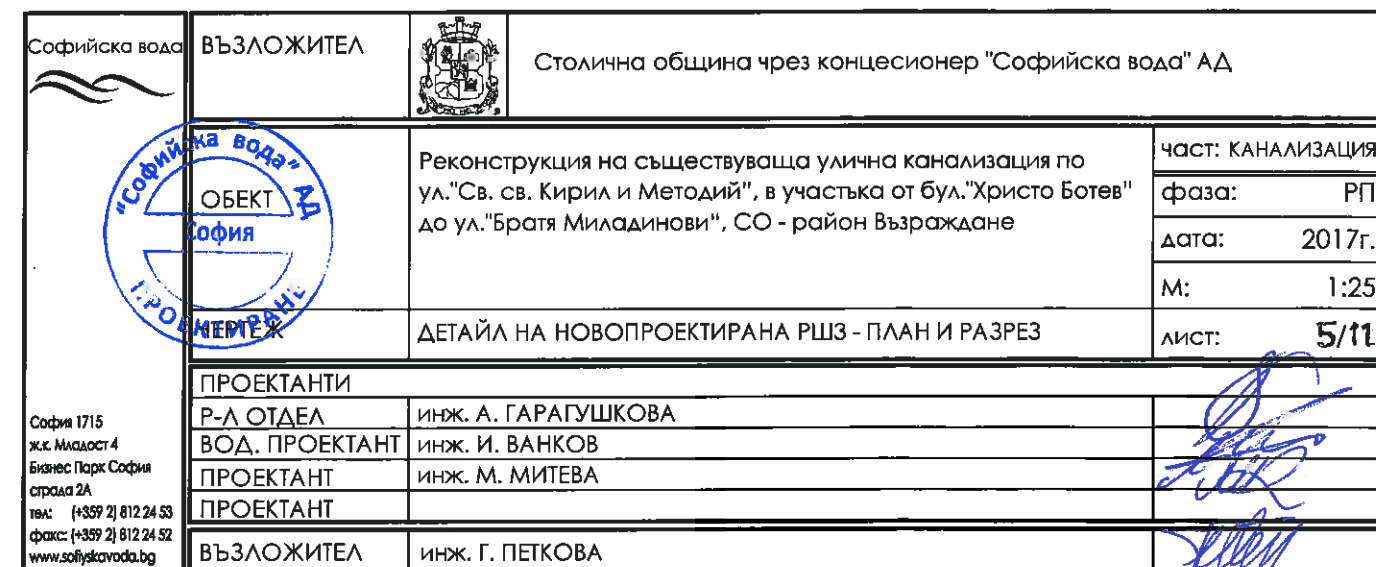 Софийска вода
ВЪЗЛОЖИТЕЛ
Столична община чрез концесионер "Софийска вода" АД
"Софийска вода" АД
София
ПРОЕКТИРАНЕ
ОБЕКТ
Реконструкция на съществуваща улична канализация по
ул."Св. св. Кирил и Методий", в участъка от бул."Христо Ботев"
до ул."Братя Миладинови", СО - район Възраждане
част: КАНАЛИЗАЦИЯ
фаза: РП
дата: 2017г.
М: 1:25
ЧЕРТЕЖ
ДЕТАЙЛ НА НОВОПРОЕКТИРАНА РШ3 - ПЛАН И РАЗРЕЗ
лист: 5/11
ПРОЕКТАНТИ
Р-Л ОТДЕЛ инж. А. ГАРАГУШКОВА
ВОД. ПРОЕКТАНТ инж. И. ВАНКОВ
ПРОЕКТАНТ инж. М. МИТЕВА
ПРОЕКТАНТ
ВЪЗЛОЖИТЕЛ инж. Г. ПЕТКОВА
София 1715
ж.к. Младост 4
Бизнес Парк София
сграда 2А
тел: (+359 2) 812 24 53
факс: (+359 2) 812 24 52
www.sofiyskavoda.bg